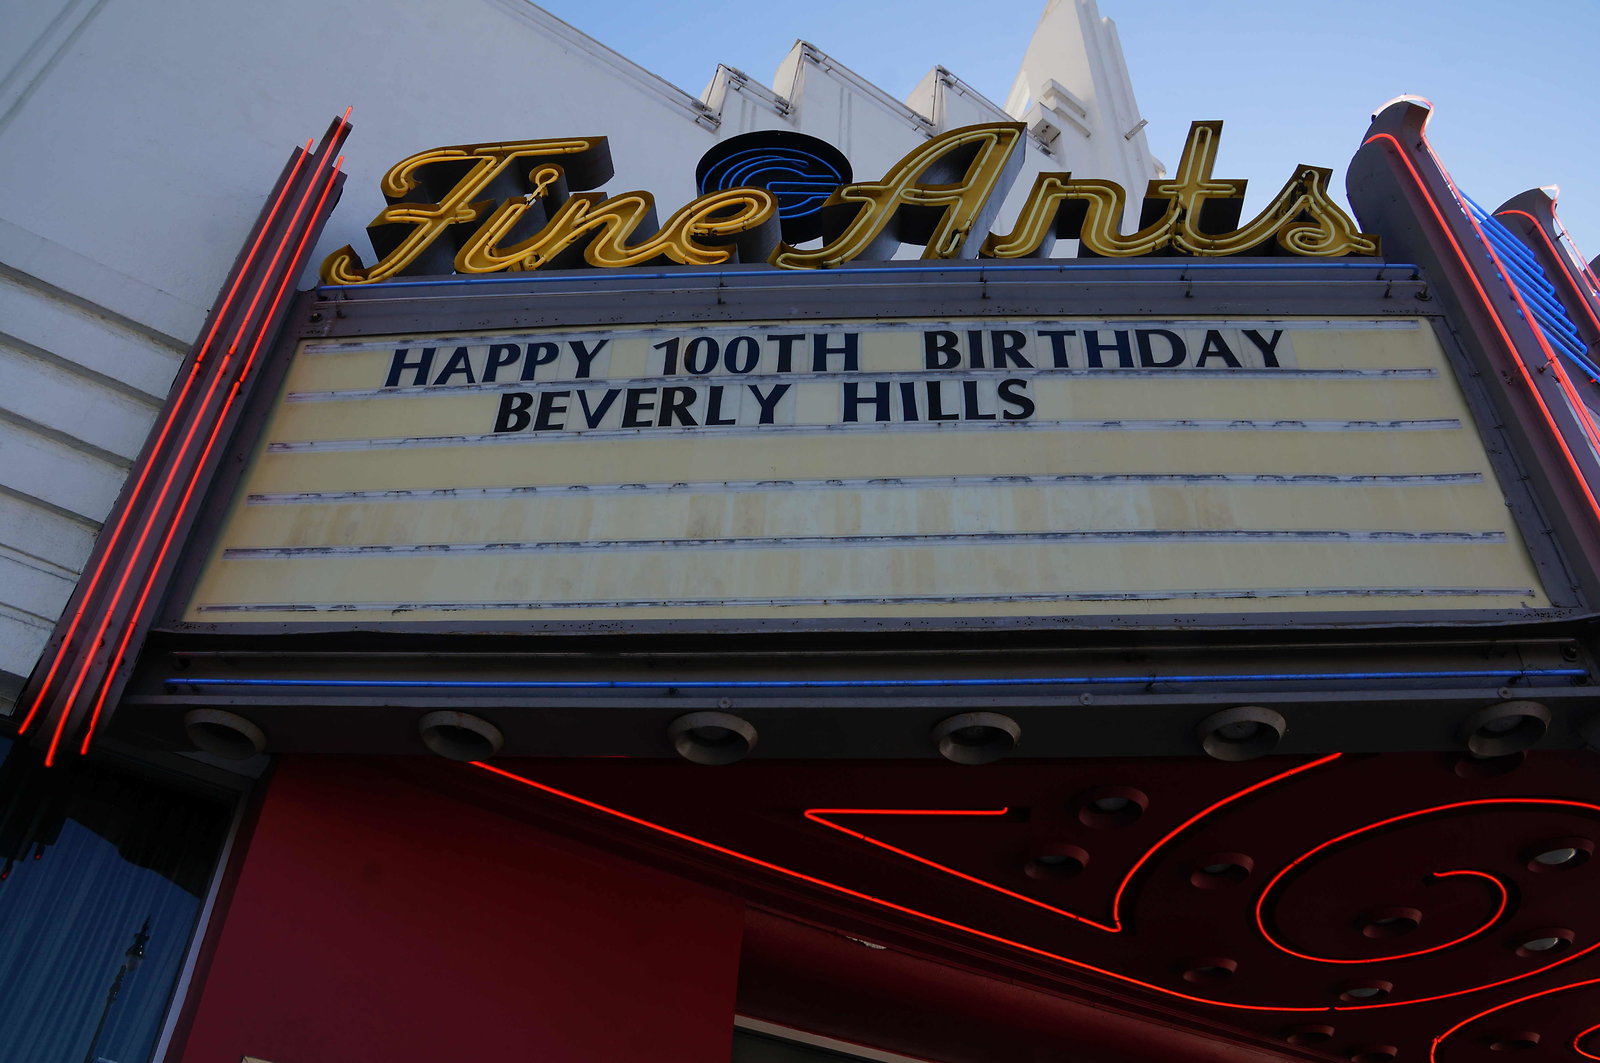 Fine Arts
HAPPY 100TH BIRTHDAY
BEVERLY HILLS